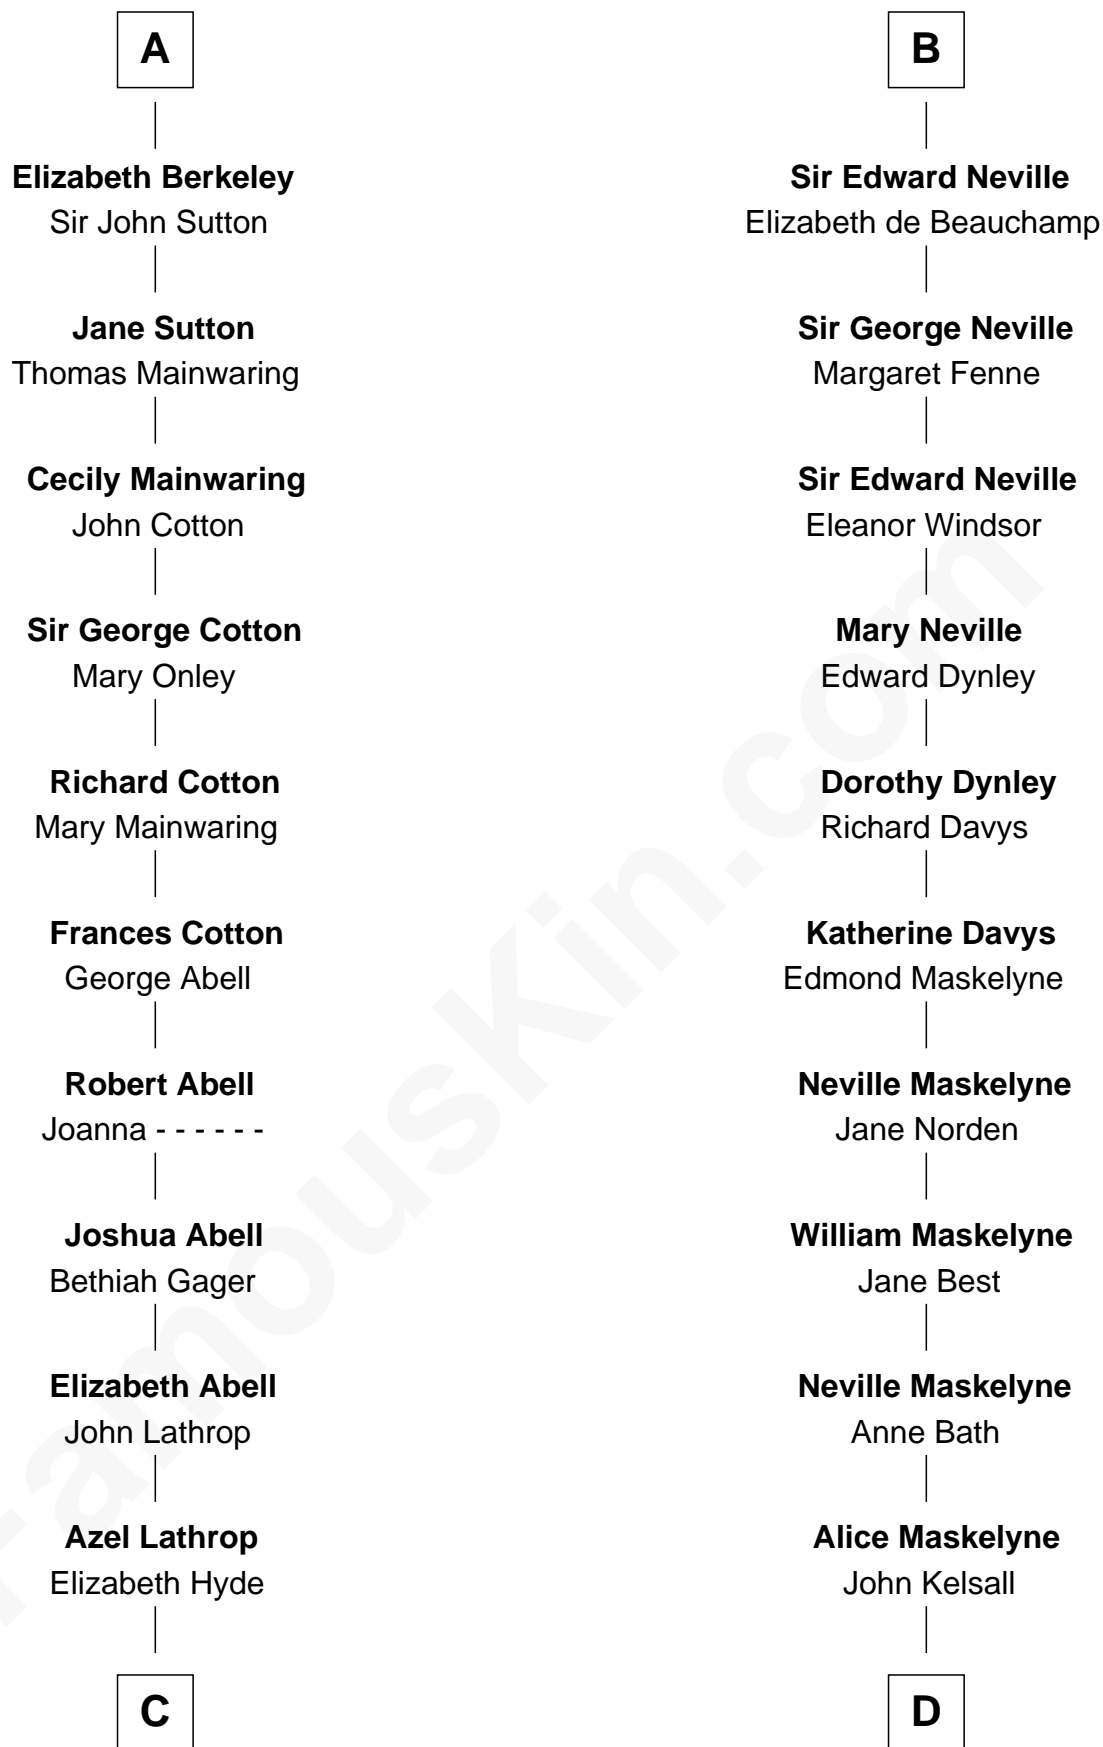 A
Elizabeth Berkeley
Sir John Sutton
Jane Sutton
Thomas Mainwaring
Cecily Mainwaring
John Cotton
Sir George Cotton
Mary Onley
Richard Cotton
Mary Mainwaring
Frances Cotton
George Abell
Robert Abell
Joanna - - - - - -
Joshua Abell
Bethiah Gager
Elizabeth Abell
John Lathrop
Azel Lathrop
Elizabeth Hyde
C
B
Sir Edward Neville
Elizabeth de Beauchamp
Sir George Neville
Margaret Fenne
Sir Edward Neville
Eleanor Windsor
Mary Neville
Edward Dynley
Dorothy Dynley
Richard Davys
Katherine Davys
Edmond Maskelyne
Neville Maskelyne
Jane Norden
William Maskelyne
Jane Best
Neville Maskelyne
Anne Bath
Alice Maskelyne
John Kelsall
D
FamousKin.com